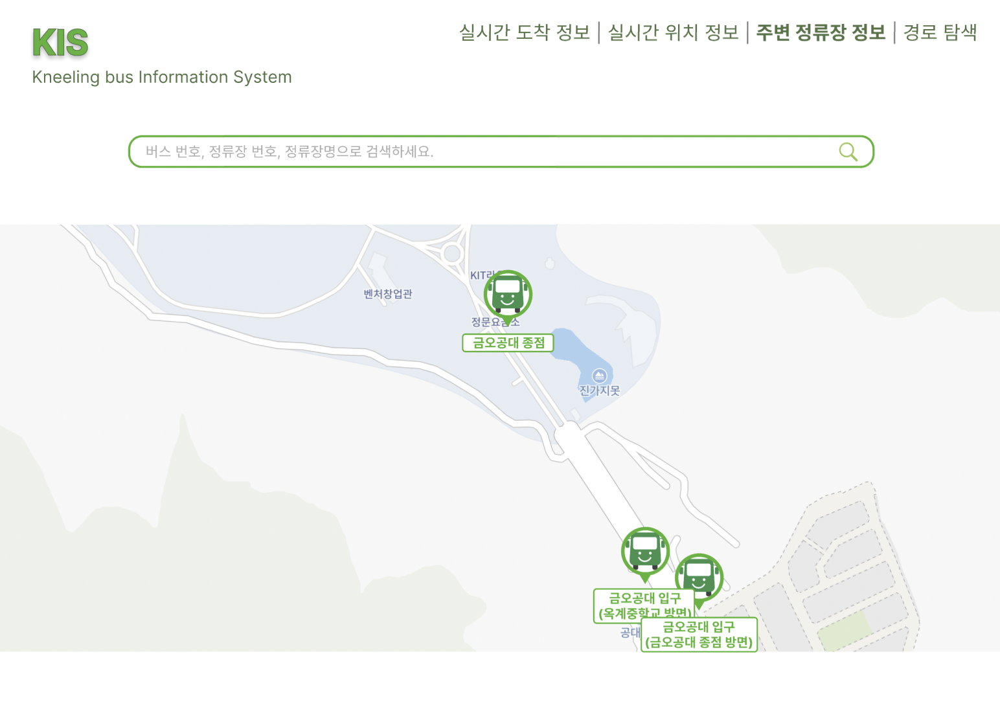 KIS
Kneeling bus Information System
실시간 도착 정보 | 실시간 위치 정보 | 주변 정류장 정보 | 경로 탐색
버스 번호, 정류장 번호, 정류장명으로 검색하세요.
벤처창업관
정문요금소
금오공대 종점
진가지못
금오공대 입구
(옥계중학교 방면)
공대
금오공대 입구
(금오공대 종점 방면)